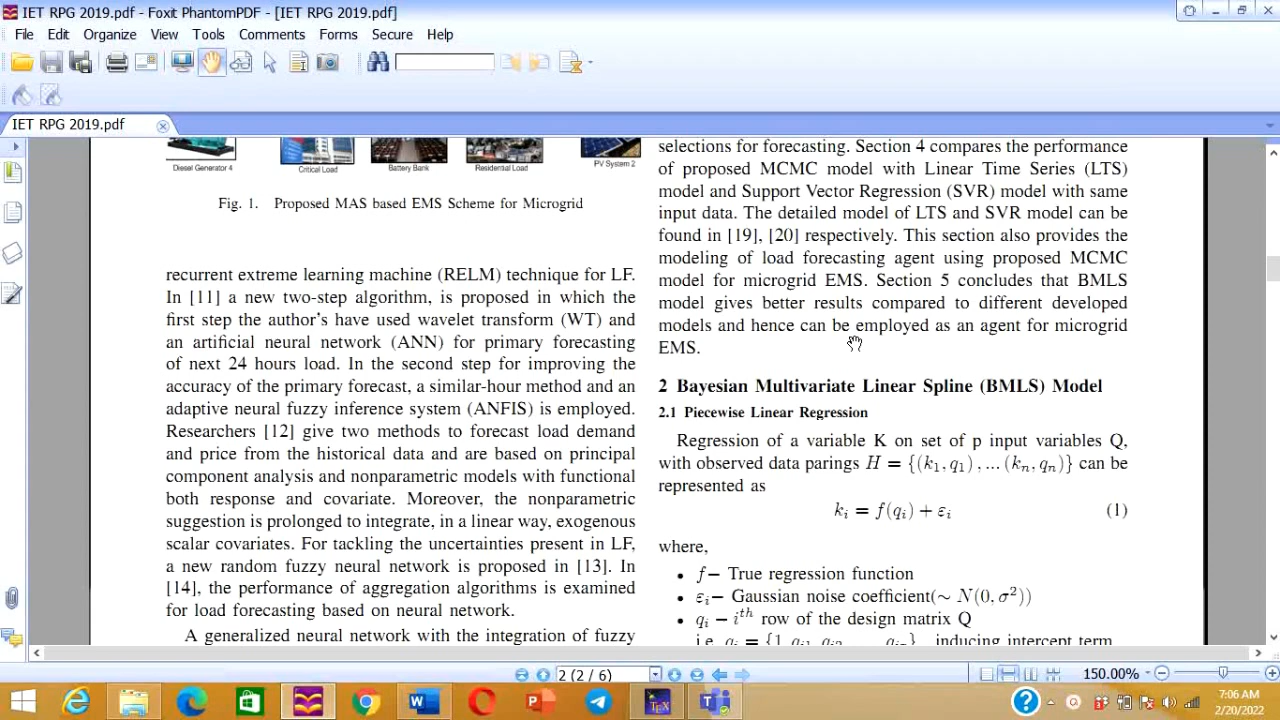 IET RPG 2019.pdf - Foxit PhantomPDF - [IET RPG 2019.pdf]
File Edit Organize View Tools Comments Forms Secure Help
IET RPG 2019.pdf
Diesel Generator 4 Critical Load Battery Bank Residential Load PV System 2
Fig. 1. Proposed MAS based EMS Scheme for Microgrid
recurrent extreme learning machine (RELM) technique for LF.
In [11] a new two-step algorithm, is proposed in which the
first step the author's have used wavelet transform (WT) and
an artificial neural network (ANN) for primary forecasting
of next 24 hours load. In the second step for improving the
accuracy of the primary forecast, a similar-hour method and an
adaptive neural fuzzy inference system (ANFIS) is employed.
Researchers [12] give two methods to forecast load demand
and price from the historical data and are based on principal
component analysis and nonparametric models with functional
both response and covariate. Moreover, the nonparametric
suggestion is prolonged to integrate, in a linear way, exogenous
scalar covariates. For tackling the uncertainties present in LF,
a new random fuzzy neural network is proposed in [13]. In
[14], the performance of aggregation algorithms is examined
for load forecasting based on neural network.
A generalized neural network with the integration of fuzzy
selections for forecasting. Section 4 compares the performance
of proposed MCMC model with Linear Time Series (LTS)
model and Support Vector Regression (SVR) model with same
input data. The detailed model of LTS and SVR model can be
found in [19], [20] respectively. This section also provides the
modeling of load forecasting agent using proposed MCMC
model for microgrid EMS. Section 5 concludes that BMLS
model gives better results compared to different developed
models and hence can be employed as an agent for microgrid
EMS.
2 Bayesian Multivariate Linear Spline (BMLS) Model
2.1 Piecewise Linear Regression
Regression of a variable K on set of p input variables Q,
with observed data parings H = {(k₁, q₁) , ... (kₙ, qₙ)} can be
represented as
kᵢ = f(qᵢ) + εᵢ (1)
where,
• f− True regression function
• εᵢ− Gaussian noise coefficient(∼ N(0, σ²))
• qᵢ − iᵗʰ row of the design matrix Q
inducing intercept term
2 (2 / 6)
150.00%
7:06 AM
2/20/2022